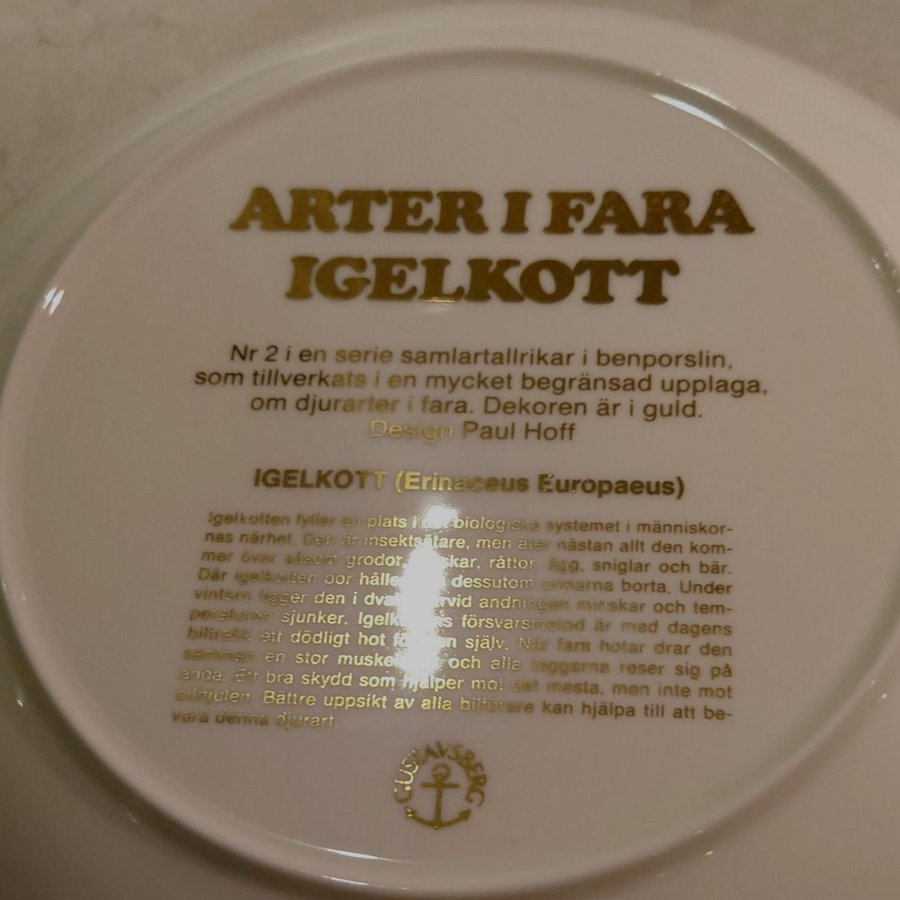 ARTER I FARA
IGELKOTT
Nr 2 i en serie samlartallrikar i benporslin,
som tillverkats i en mycket begränsad upplaga,
om djurarter i fara. Dekoren är i guld.
Design Paul Hoff
IGELKOTT (Erinaceus Europaeus)
Igelkotten fyller en plats i det biologiska systemet i människor-
nas närhet. Den är insektsätare, men äter nästan allt den kom-
mer över såsom grodor, råttor, ägg, sniglar och bär.
Där igelkotten bor håller dessutom ormarna borta. Under
vintern ligger den i dvala varvid andningen minskar och tem-
peraturen sjunker. Igelkottens försvarsmetod är med dagens
biltrafik ett dödligt hot för den själv. När fara hotar drar den
samman en stor muskel och alla taggarna reser sig på
ända. Ett bra skydd som hjälper mot det mesta, men inte mot
bilhjulen. Bättre uppsikt av alla bilförare kan hjälpa till att be-
vara denna djurart.
GUSTAVSBERG